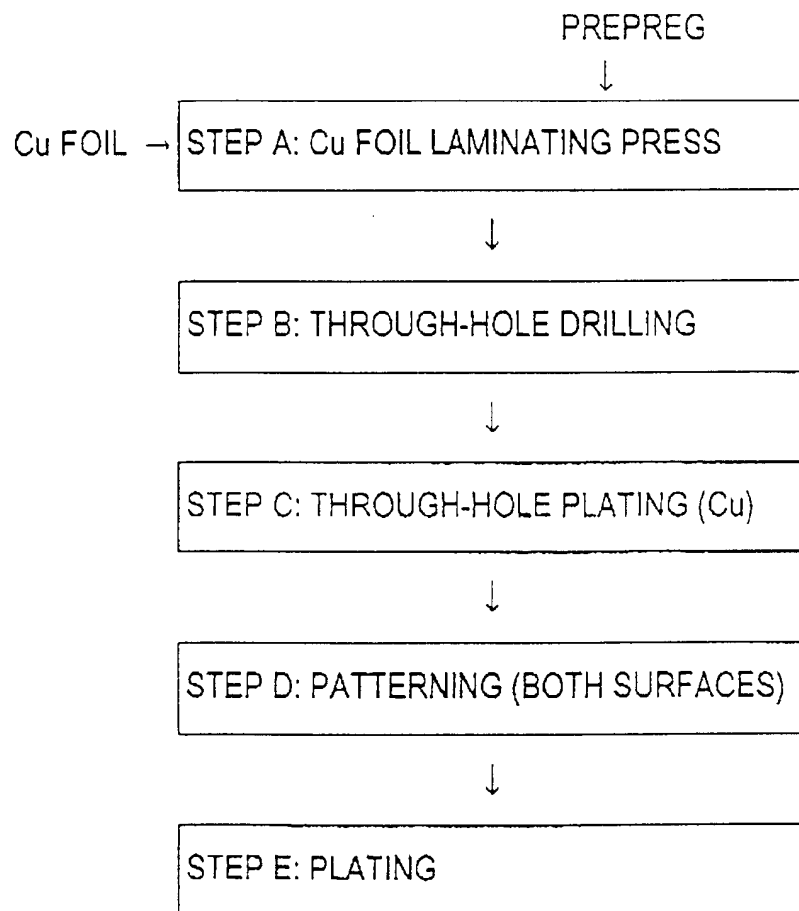 PREPREG
↓
Cu FOIL → STEP A: Cu FOIL LAMINATING PRESS
↓
STEP B: THROUGH-HOLE DRILLING
↓
STEP C: THROUGH-HOLE PLATING (Cu)
↓
STEP D: PATTERNING (BOTH SURFACES)
↓
STEP E: PLATING